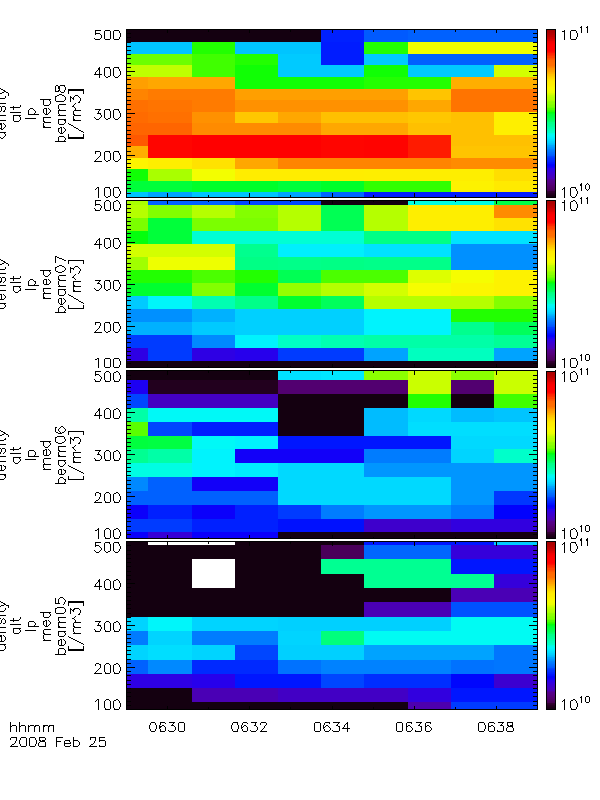 500
400
300
200
100
density
alt
lp
med
beam08
[/m^3]
10^11
10^10
500
400
300
200
100
density
alt
lp
med
beam07
[/m^3]
10^11
10^10
500
400
300
200
100
density
alt
lp
med
beam06
[/m^3]
10^11
10^10
500
400
300
200
100
density
alt
lp
med
beam05
[/m^3]
10^11
10^10
hhmm 0630 0632 0634 0636 0638
2008 Feb 25